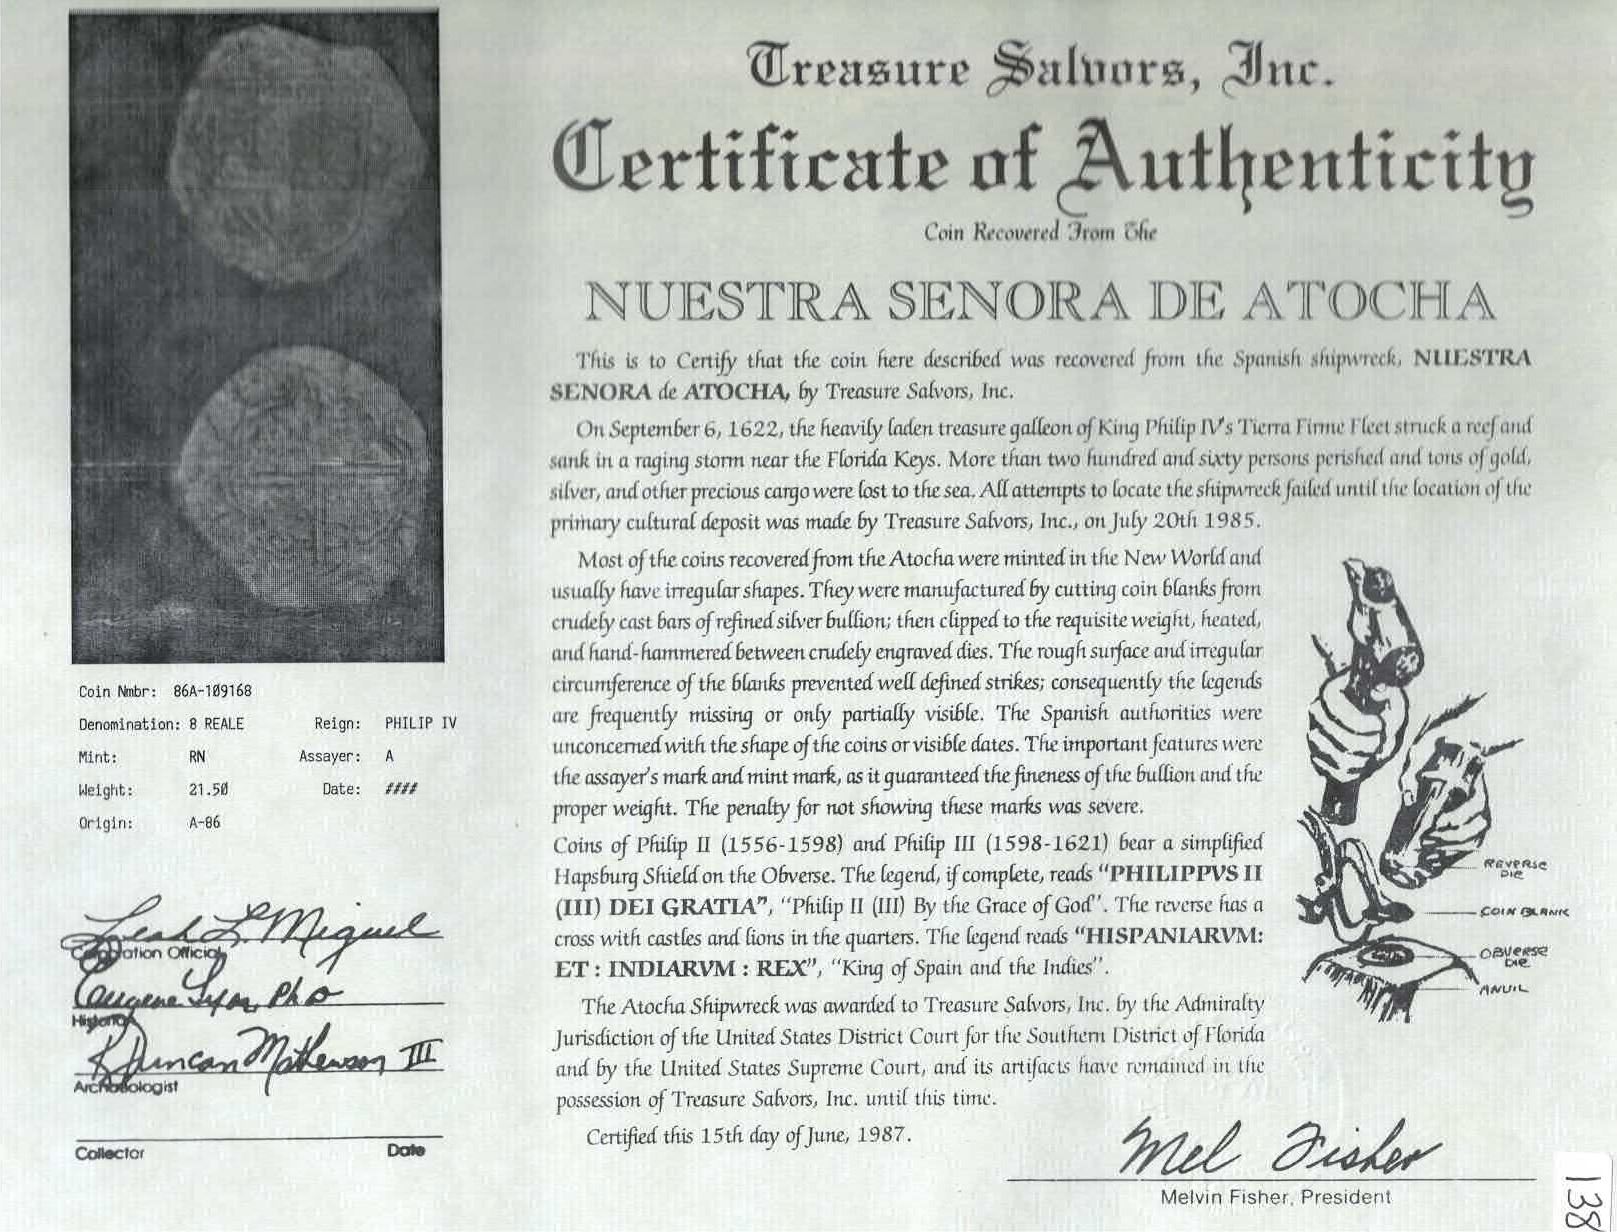 Treasure Salvors, Inc.
Certificate of Authenticity
Coin Recovered From The
NUESTRA SENORA DE ATOCHA
This is to Certify that the coin here described was recovered from the Spanish shipwreck, NUESTRA
SENORA de ATOCHA, by Treasure Salvors, Inc.
On September 6, 1622, the heavily laden treasure galleon of King Philip IV's Tierra Firme Fleet struck a reef and
sank in a raging storm near the Florida Keys. More than two hundred and sixty persons perished and tons of gold,
silver, and other precious cargo were lost to the sea. All attempts to locate the shipwreck failed until the location of the
primary cultural deposit was made by Treasure Salvors, Inc., on July 20th 1985.
Most of the coins recovered from the Atocha were minted in the New World and
usually have irregular shapes. They were manufactured by cutting coin blanks from
crudely cast bars of refined silver bullion; then clipped to the requisite weight, heated,
and hand-hammered between crudely engraved dies. The rough surface and irregular
circumference of the blanks prevented well defined strikes; consequently the legends
are frequently missing or only partially visible. The Spanish authorities were
unconcerned with the shape of the coins or visible dates. The important features were
the assayer's mark and mint mark, as it guaranteed the fineness of the bullion and the
proper weight. The penalty for not showing these marks was severe.
Coins of Philip II (1556-1598) and Philip III (1598-1621) bear a simplified
Hapsburg Shield on the Obverse. The legend, if complete, reads "PHILIPPVS II
(III) DEI GRATIA", "Philip II (III) By the Grace of God". The reverse has a
cross with castles and lions in the quarters. The legend reads "HISPANIARVM:
ET : INDIARVM : REX", "King of Spain and the Indies".
The Atocha Shipwreck was awarded to Treasure Salvors, Inc. by the Admiralty
Jurisdiction of the United States District Court for the Southern District of Florida
and by the United States Supreme Court, and its artifacts have remained in the
possession of Treasure Salvors, Inc. until this time.
Certified this 15th day of June, 1987.
REVERSE
DIE
COIN BLANK
OBVERSE
DIE
ANVIL
Mel Fisher
Melvin Fisher, President
Coin Nmbr: 86A-109168
Denomination: 8 REALE Reign: PHILIP IV
Mint: RN Assayer: A
Weight: 21.50 Date: ####
Origin: A-86
Leah L. Miguel
Official
Eugene Lyon, PhD
Historian
R Duncan Mathewson III
Archaeologist
Collector Date
138